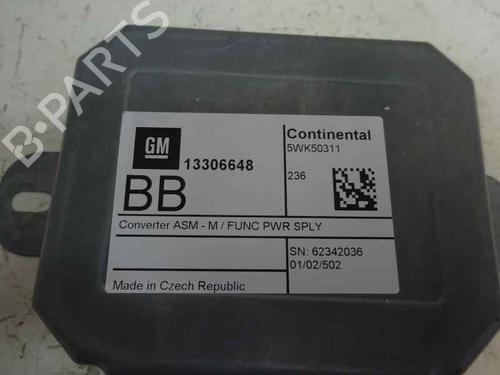 GM
13306648
BB
Converter ASM - M / FUNC PWR SPLY
Made in Czech Republic
Continental
5WK50311
236
SN: 62342036
01/02/502
B-PARTS